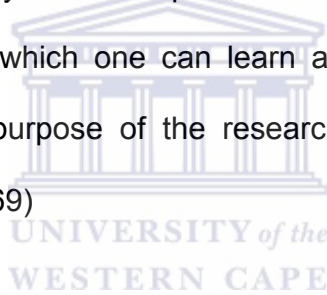 which one can learn a
purpose of the researc
69)
UNIVERSITY of the
WESTERN CAPE